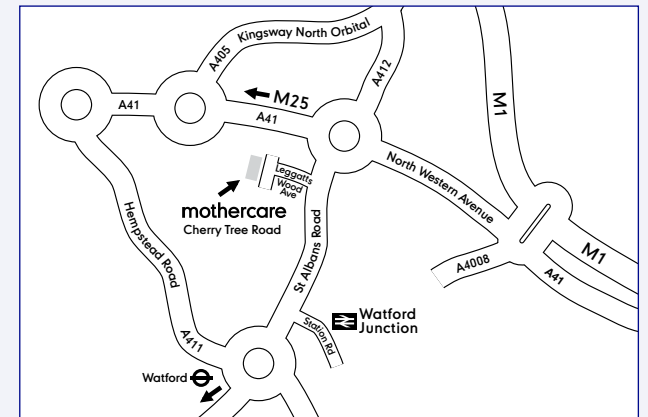 Kingsway North Orbital
A405
A412
M1
M25
A41
A41
North Western Avenue
Leggatts
Wood
Ave
mothercare
Cherry Tree Road
Hempstead Road
St Albans Road
M1
A4008
A41
Station Rd
Watford
Junction
A411
Watford